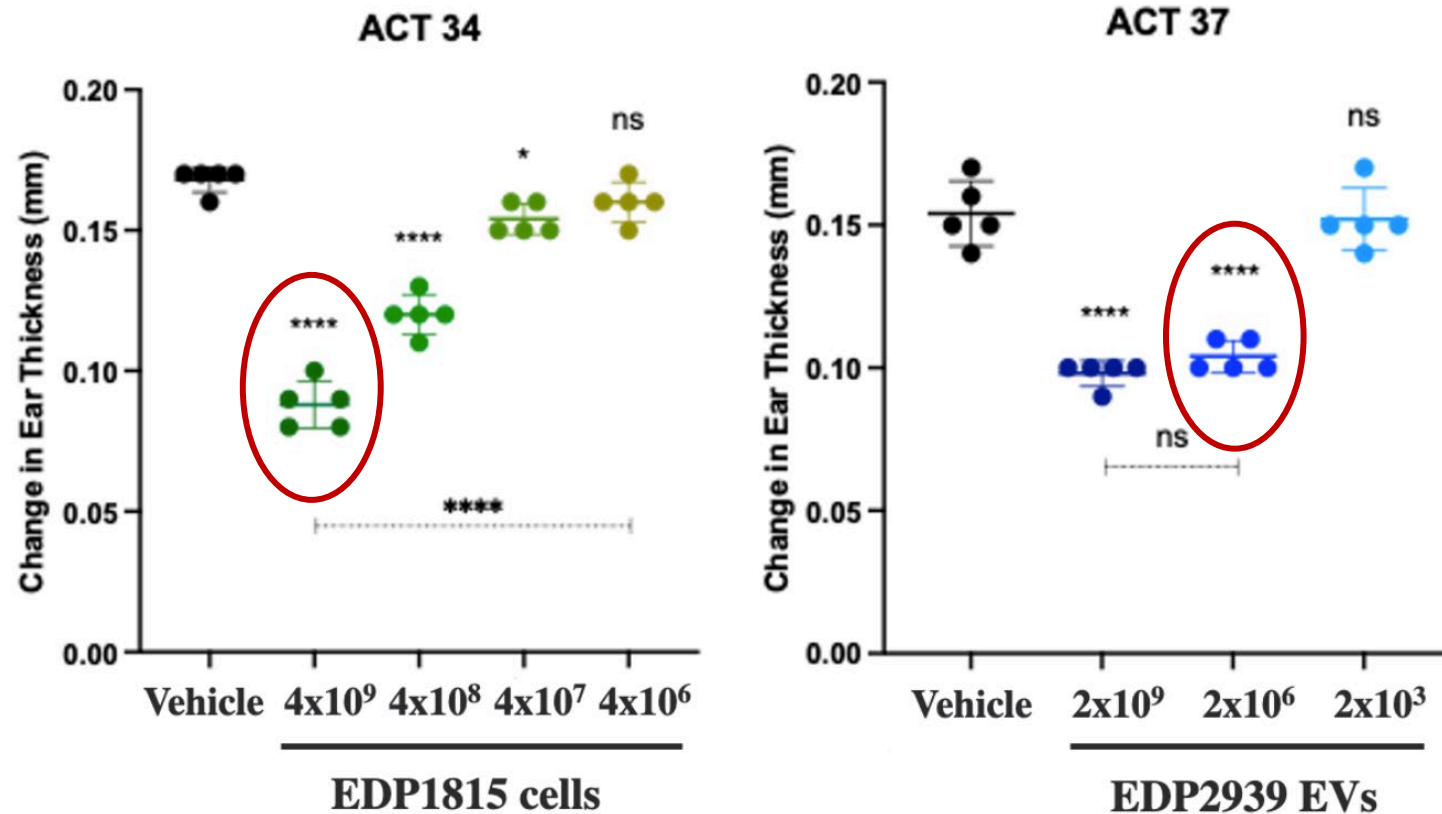 ACT 34
Change in Ear Thickness (mm)
0.20
0.15
0.10
0.05
0.00
****
****
*
ns
****
Vehicle 4x10⁹ 4x10⁸ 4x10⁷ 4x10⁶
EDP1815 cells
ACT 37
Change in Ear Thickness (mm)
0.20
0.15
0.10
0.05
0.00
****
****
ns
ns
Vehicle 2x10⁹ 2x10⁶ 2x10³
EDP2939 EVs